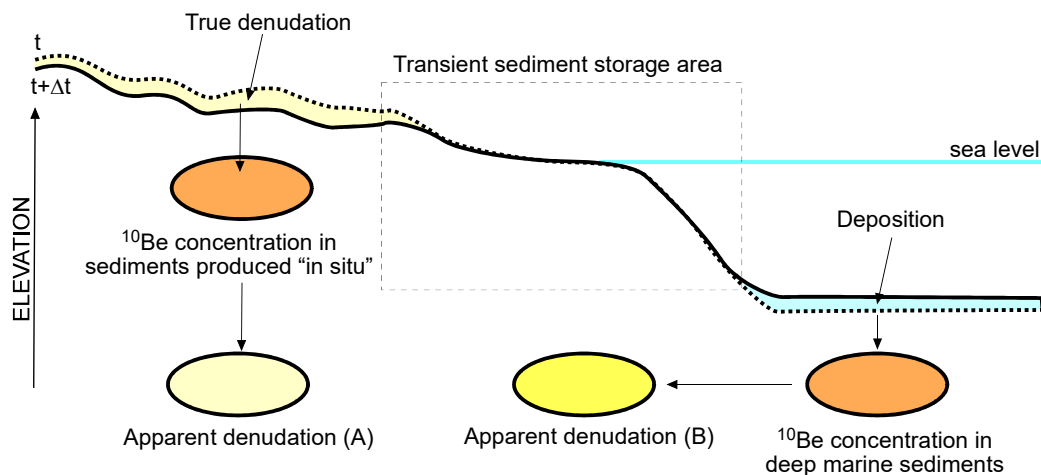 True denudation
t
t+Δt
Transient sediment storage area
sea level
ELEVATION
Deposition
¹⁰Be concentration in
sediments produced “in situ”
Apparent denudation (A)
Apparent denudation (B)
¹⁰Be concentration in
deep marine sediments